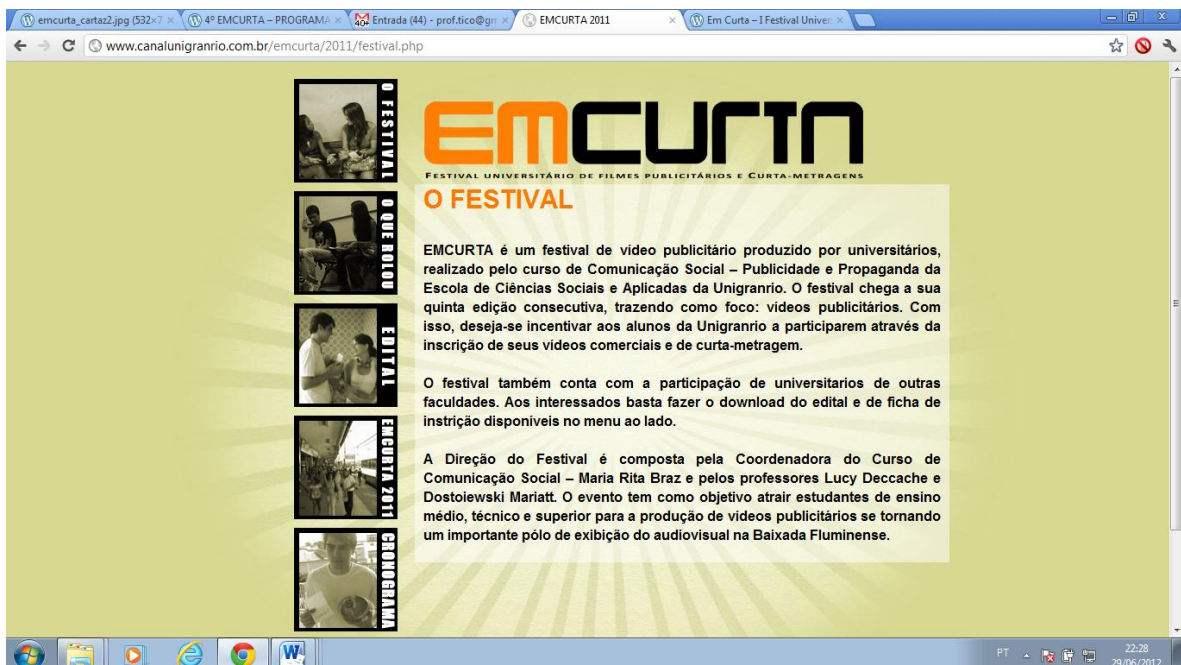 emcurta_cartaz2.jpg (532×7
4º EMCURTA – PROGRAMA
Entrada (44) - prof.tico@gm
EMCURTA 2011
Em Curta – I Festival Univer
www.canalunigranrio.com.br/emcurta/2011/festival.php
O FESTIVAL
O QUE ROLOU
EDITAL
EMCURTA 2011
CRONOGRAMA
EMCURTA
FESTIVAL UNIVERSITÁRIO DE FILMES PUBLICITÁRIOS E CURTA-METRAGENS
O FESTIVAL
EMCURTA é um festival de vídeo publicitário produzido por universitários,
realizado pelo curso de Comunicação Social – Publicidade e Propaganda da
Escola de Ciências Sociais e Aplicadas da Unigranrio. O festival chega a sua
quinta edição consecutiva, trazendo como foco: vídeos publicitários. Com
isso, deseja-se incentivar aos alunos da Unigranrio a participarem através da
inscrição de seus vídeos comerciais e de curta-metragem.
O festival também conta com a participação de universitarios de outras
faculdades. Aos interessados basta fazer o download do edital e de ficha de
instrição disponíveis no menu ao lado.
A Direção do Festival é composta pela Coordenadora do Curso de
Comunicação Social – Maria Rita Braz e pelos professores Lucy Deccache e
Dostoiewski Mariatt. O evento tem como objetivo atrair estudantes de ensino
médio, técnico e superior para a produção de vídeos publicitários se tornando
um importante pólo de exibição do audiovisual na Baixada Fluminense.
PT
22:28
29/06/2012